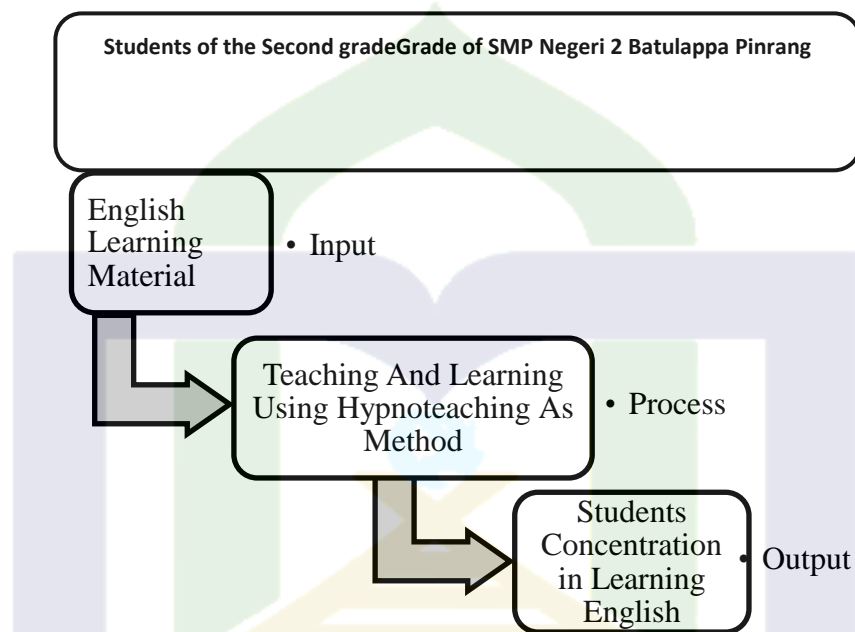 Students of the Second gradeGrade of SMP Negeri 2 Batulappa Pinrang
English
Learning
Material
• Input
Teaching And Learning
Using Hypnoteaching As
Method
• Process
Students
Concentration
in Learning
English
• Output